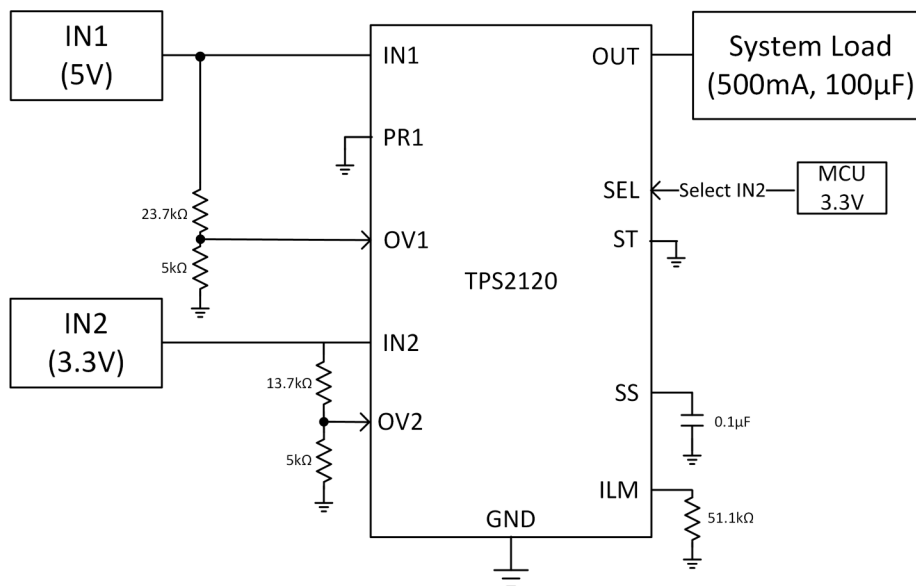 IN1
(5V)
IN1
OUT
System Load
(500mA, 100µF)
PR1
SEL
Select IN2
MCU
3.3V
23.7kΩ
OV1
ST
5kΩ
TPS2120
IN2
(3.3V)
IN2
13.7kΩ
OV2
5kΩ
SS
0.1µF
ILM
51.1kΩ
GND